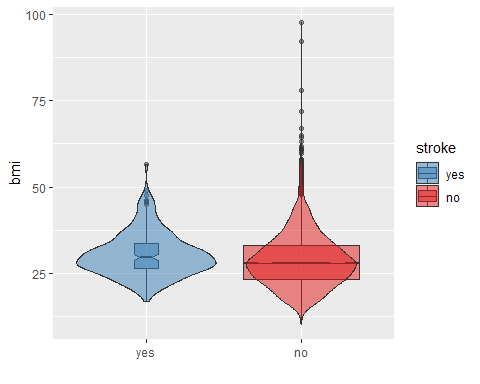 100
75
50
25
bmi
yes
no
stroke
yes
no